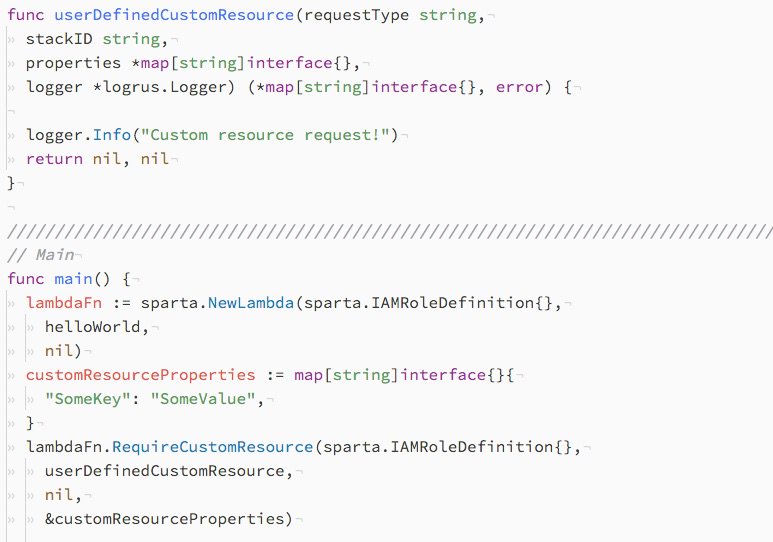 func userDefinedCustomResource(requestType string,
    stackID string,
    properties *map[string]interface{},
    logger *logrus.Logger) (*map[string]interface{}, error) {

    logger.Info("Custom resource request!")
    return nil, nil
}

////////////////////////////////////////////////////////////////////////////////
// Main
func main() {
    lambdaFn := sparta.NewLambda(sparta.IAMRoleDefinition{},
        helloWorld,
        nil)
    customResourceProperties := map[string]interface{}{
        "SomeKey": "SomeValue",
    }
    lambdaFn.RequireCustomResource(sparta.IAMRoleDefinition{},
        userDefinedCustomResource,
        nil,
        &customResourceProperties)